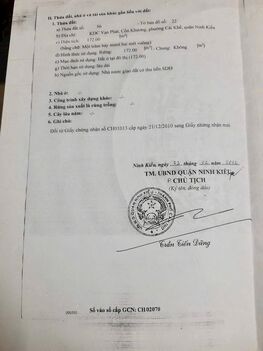 II. Thửa đất, nhà ở và tài sản khác gắn liền với đất:
1. Thửa đất:
a) Thửa đất số: 56 Tờ bản đồ số: 22
b) Địa chỉ: KDC Vạn Phát, Cồn Khương, phường Cái Khế, quận Ninh Kiều
c) Diện tích: 172.00
(bằng chữ: Một trăm bảy mươi hai mét vuông)
d) Hình thức sử dụng: Riêng: 172.00 m²; Chung: Không m²
e) Mục đích sử dụng: Đất ở tại đô thị (172.00)
g) Thời hạn sử dụng: lâu dài
h) Nguồn gốc sử dụng: Nhà nước giao đất có thu tiền SDĐ
2. Nhà ở:
3. Công trình xây dựng khác:
4. Rừng sản xuất là rừng trồng:
5. Cây lâu năm:
6. Ghi chú:
Đổi từ Giấy chứng nhận số CH01313 cấp ngày 21/12/2010 sang Giấy chứng nhận mới
Ninh Kiều, ngày
TM. UBND QUẬN NINH KIỀU
CHỦ TỊCH
(Ký tên, đóng dấu)
Trần Tiến Dũng
Số vào sổ cấp GCN: CH02070